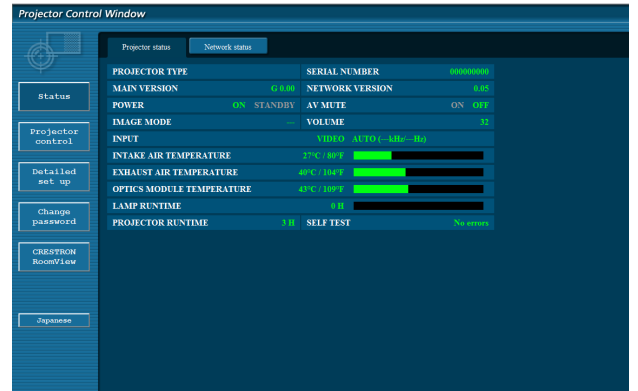 Projector Control Window
Projector status Network status
PROJECTOR TYPE SERIAL NUMBER 000000000
MAIN VERSION G 0.00 NETWORK VERSION 0.05
POWER ON STANDBY AV MUTE ON OFF
IMAGE MODE --- VOLUME 32
INPUT VIDEO AUTO (---kHz/---Hz)
INTAKE AIR TEMPERATURE 27°C / 80°F
EXHAUST AIR TEMPERATURE 40°C / 104°F
OPTICS MODULE TEMPERATURE 43°C / 109°F
LAMP RUNTIME 0 H
PROJECTOR RUNTIME 3 H SELF TEST No errors
Status
Projector
control
Detailed
set up
Change
password
CRESTRON
RoomView
Japanese